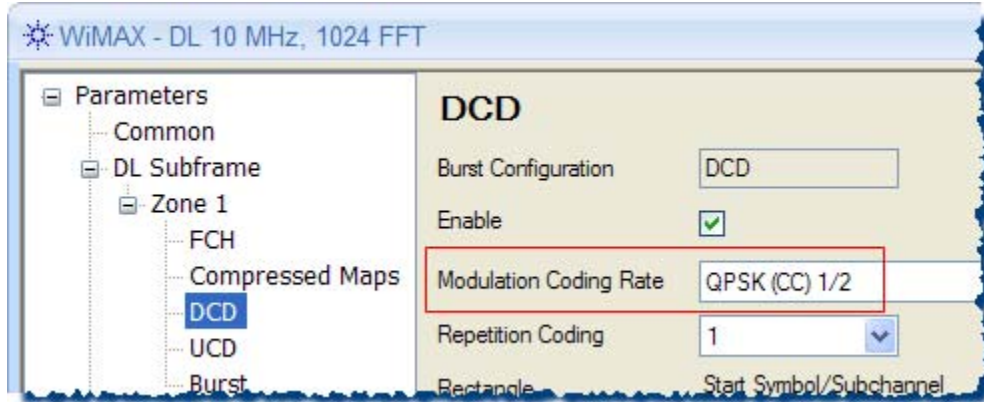 WiMAX - DL 10 MHz, 1024 FFT
Parameters
Common
DL Subframe
Zone 1
FCH
Compressed Maps
DCD
UCD
Burst
DCD
Burst Configuration DCD
Enable
Modulation Coding Rate QPSK (CC) 1/2
Repetition Coding 1
Rectangle Start Symbol/Subchannel